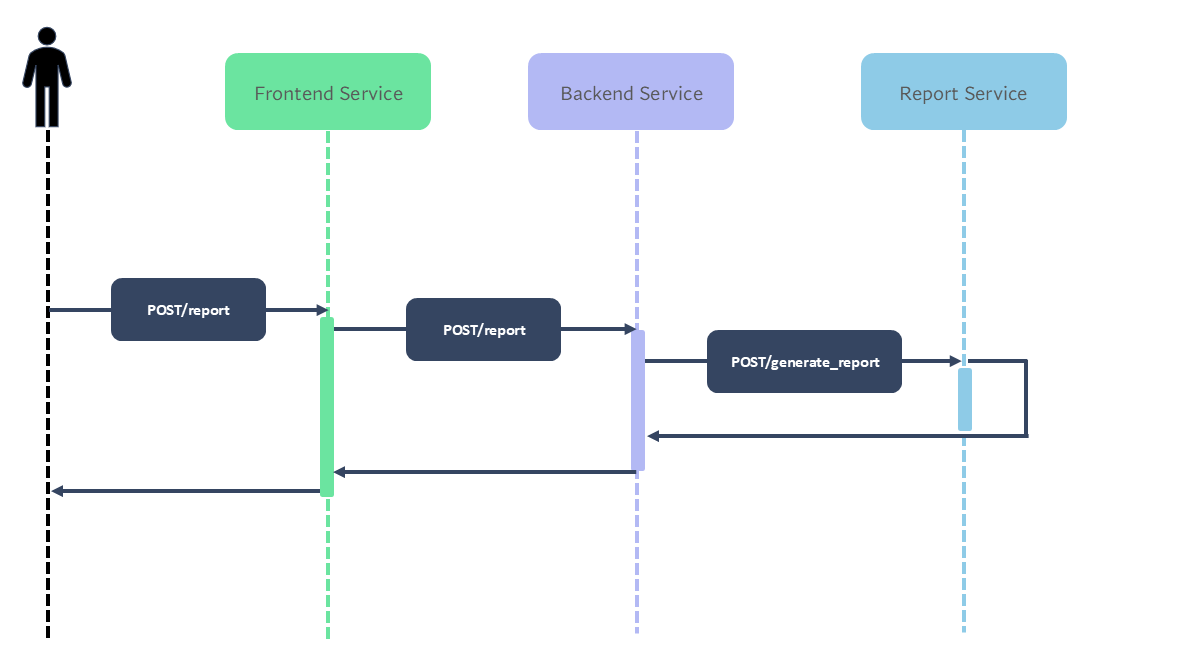 Frontend Service
Backend Service
Report Service
POST/report
POST/report
POST/generate_report